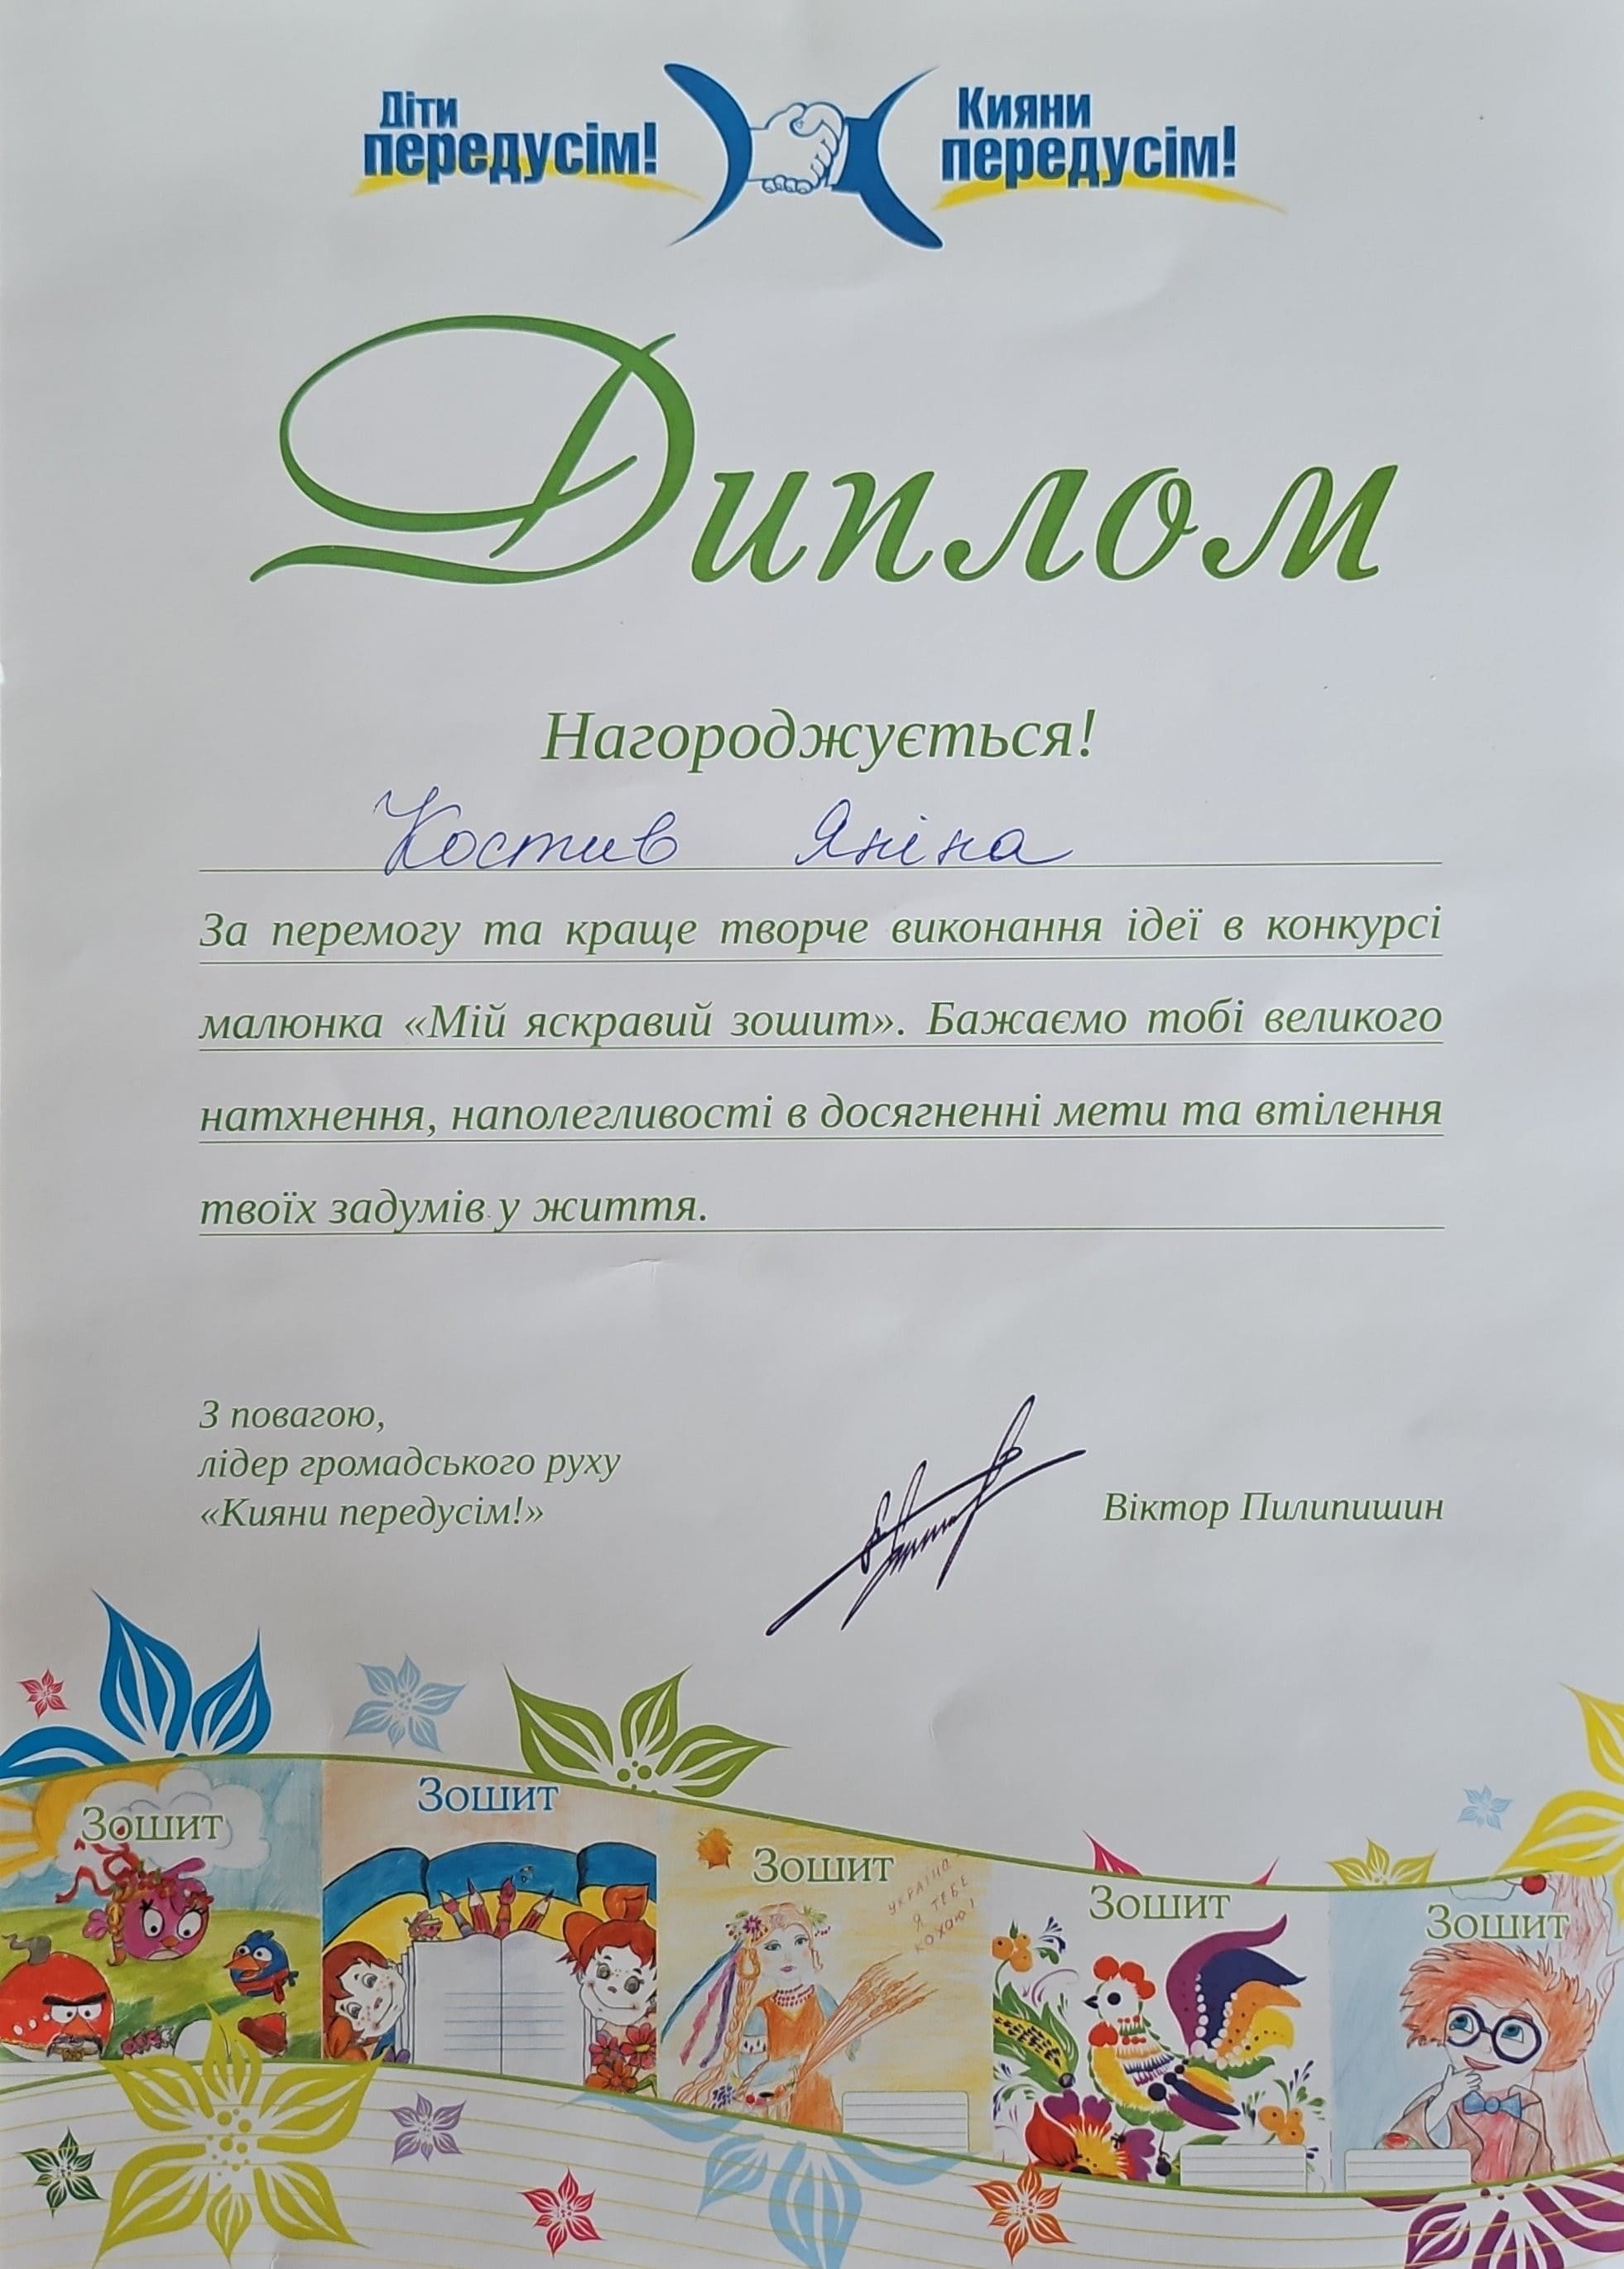 Діти
передусім!
Кияни
передусім!
Диплом
Нагороджується!
Костив Яніна
За перемогу та краще творче виконання ідеї в конкурсі
малюнка «Мій яскравий зошит». Бажаємо тобі великого
натхнення, наполегливості в досягненні мети та втілення
твоїх задумів у життя.
З повагою,
лідер громадського руху
«Кияни передусім!»
Віктор Пилипишин
Зошит
Зошит
Зошит
УКРАЇНА
Я ТЕБЕ
КОХАЮ!
Зошит
Зошит